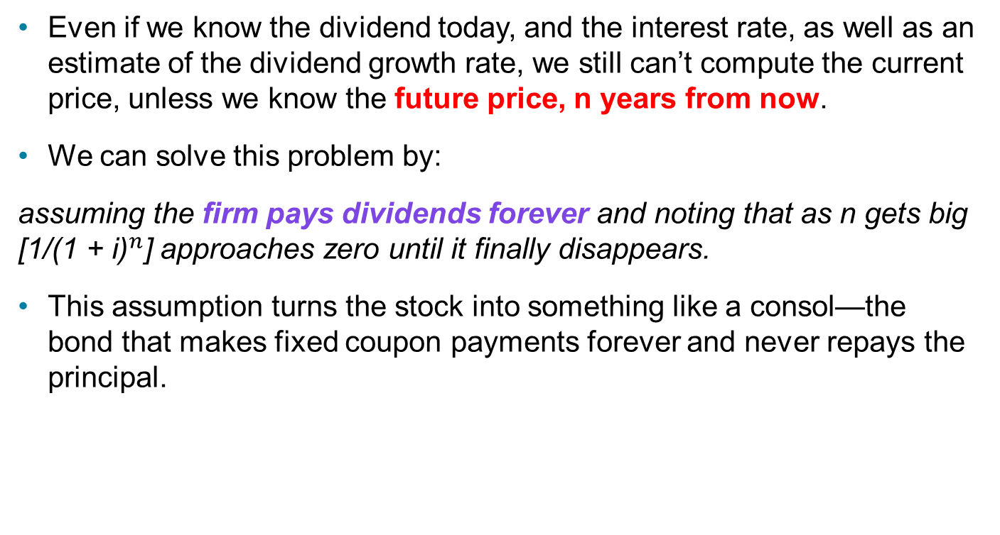 • Even if we know the dividend today, and the interest rate, as well as an
estimate of the dividend growth rate, we still can’t compute the current
price, unless we know the future price, n years from now.
• We can solve this problem by:
assuming the firm pays dividends forever and noting that as n gets big
[1/(1 + i)ⁿ] approaches zero until it finally disappears.
• This assumption turns the stock into something like a consol—the
bond that makes fixed coupon payments forever and never repays the
principal.